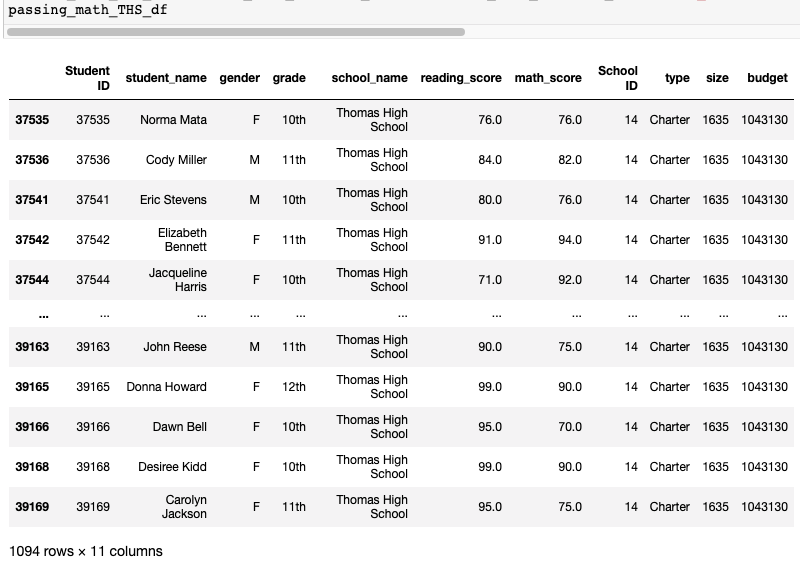 passing_math_THS_df
Student ID student_name gender grade school_name reading_score math_score School ID type size budget
37535 37535 Norma Mata F 10th Thomas High School 76.0 76.0 14 Charter 1635 1043130
37536 37536 Cody Miller M 11th Thomas High School 84.0 82.0 14 Charter 1635 1043130
37541 37541 Eric Stevens M 10th Thomas High School 80.0 76.0 14 Charter 1635 1043130
37542 37542 Elizabeth Bennett F 11th Thomas High School 91.0 94.0 14 Charter 1635 1043130
37544 37544 Jacqueline Harris F 10th Thomas High School 71.0 92.0 14 Charter 1635 1043130
... ... ... ... ... ... ... ... ... ... ... ...
39163 39163 John Reese M 11th Thomas High School 90.0 75.0 14 Charter 1635 1043130
39165 39165 Donna Howard F 12th Thomas High School 99.0 90.0 14 Charter 1635 1043130
39166 39166 Dawn Bell F 10th Thomas High School 95.0 70.0 14 Charter 1635 1043130
39168 39168 Desiree Kidd F 10th Thomas High School 99.0 90.0 14 Charter 1635 1043130
39169 39169 Carolyn Jackson F 11th Thomas High School 95.0 75.0 14 Charter 1635 1043130
1094 rows × 11 columns